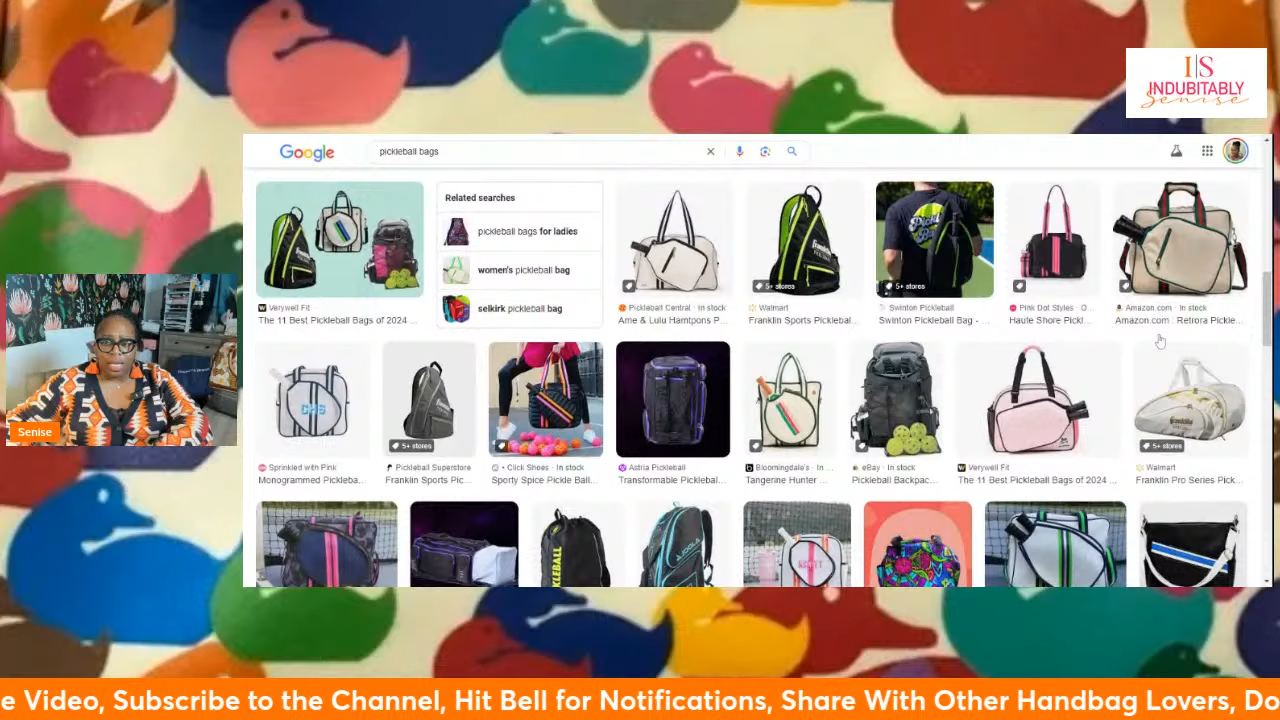 I|S
INDUBITABLY
Senise
Google
pickleball bags
Related searches
pickleball bags for ladies
women's pickleball bag
selkirk pickleball bag
5+ stores
5+ stores
Verywell Fit
The 11 Best Pickleball Bags of 2024 ...
Pickleball Central · In stock
Ame & Lulu Hamtpons P...
Walmart
Franklin Sports Picklebal...
Swinton Pickleball
Swinton Pickleball Bag - ...
Pink Dot Styles · O...
Haute Shore Pickl...
Amazon.com · In stock
Amazon.com : Retrora Pickle...
CHS
5+ stores
5+ stores
Sprinkled with Pink
Monogrammed Pickleba...
Pickleball Superstore
Franklin Sports Pic...
Click Shoes · In stock
Sporty Spice Pickle Ball...
Astria Pickleball
Transformable Picklebal...
Bloomingdale's · In ...
Tangerine Hunter ...
eBay · In stock
Pickleball Backpac...
Verywell Fit
The 11 Best Pickleball Bags of 2024 ...
Walmart
Franklin Pro Series Pick...
Senise
PICKLEBALL
JOOLA
e Video, Subscribe to the Channel, Hit Bell for Notifications, Share With Other Handbag Lovers, Do